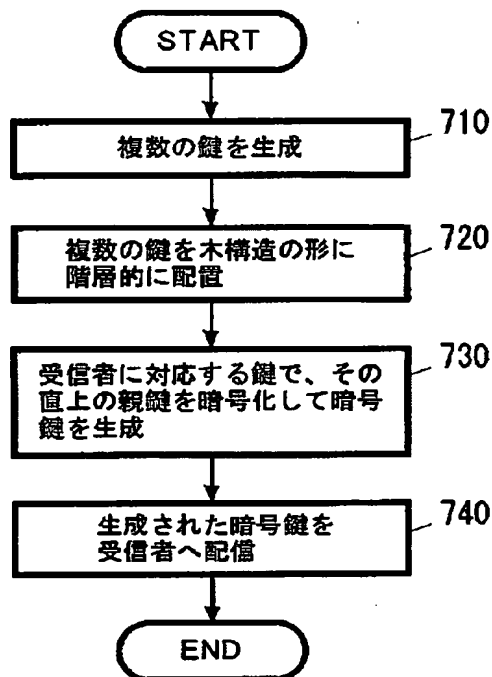 START
710
複数の鍵を生成
720
複数の鍵を木構造の形に
階層的に配置
730
受信者に対応する鍵で、その
直上の親鍵を暗号化して暗号
鍵を生成
740
生成された暗号鍵を
受信者へ配信
END